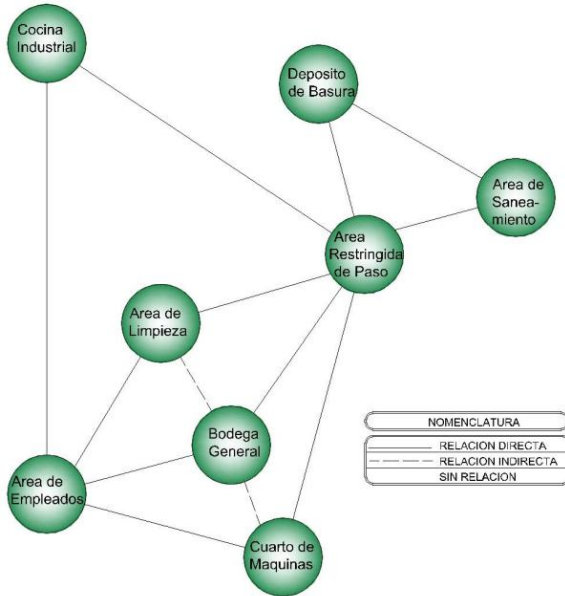 Cocina
Industrial
Deposito
de Basura
Area de
Sanea-
miento
Area
Restringida
de Paso
Area de
Limpieza
Bodega
General
Area de
Empleados
Cuarto de
Maquinas
NOMENCLATURA
RELACION DIRECTA
RELACION INDIRECTA
SIN RELACION